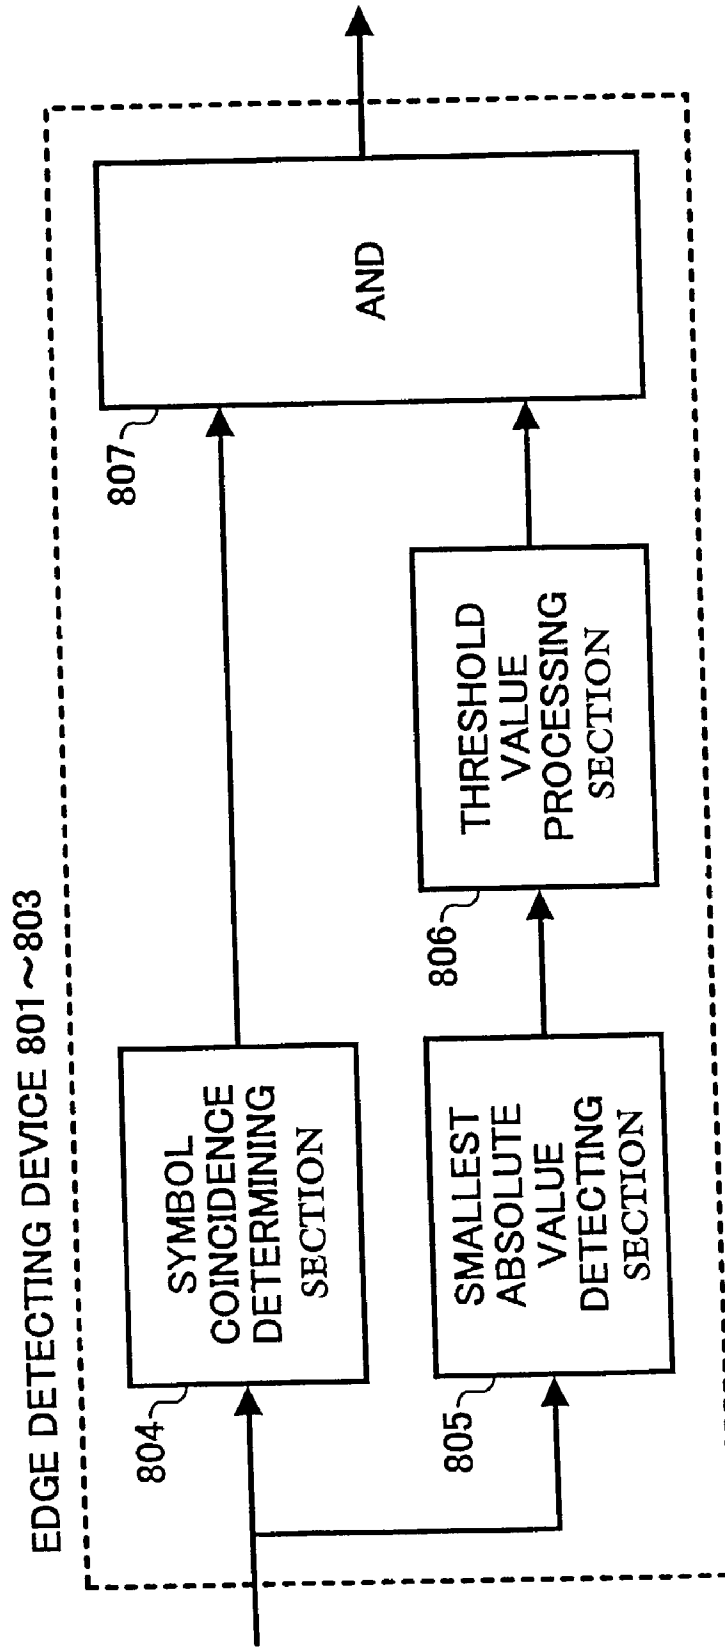 EDGE DETECTING DEVICE 801~803
804
SYMBOL
COINCIDENCE
DETERMINING
SECTION
805
SMALLEST
ABSOLUTE
VALUE
DETECTING
SECTION
806
THRESHOLD
VALUE
PROCESSING
SECTION
807
AND